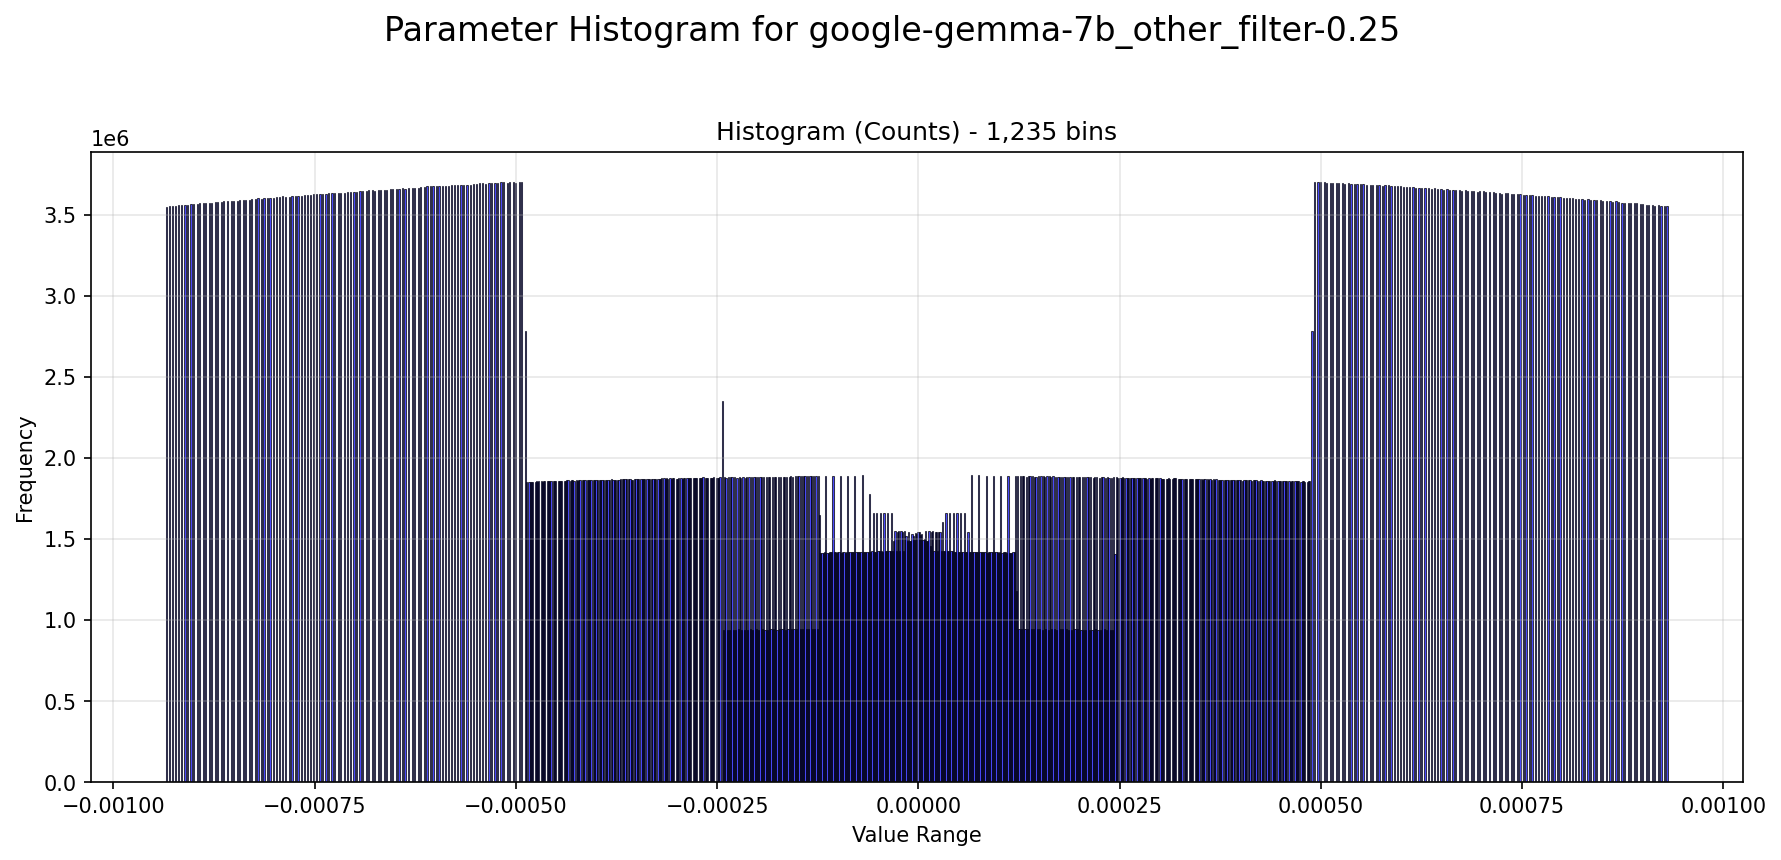 Parameter Histogram for google-gemma-7b_other_filter-0.25
Histogram (Counts) - 1,235 bins
1e6
3.5
3.0
2.5
2.0
1.5
1.0
0.5
0.0
Frequency
−0.00100 −0.00075 −0.00050 −0.00025 0.00000 0.00025 0.00050 0.00075 0.00100
Value Range